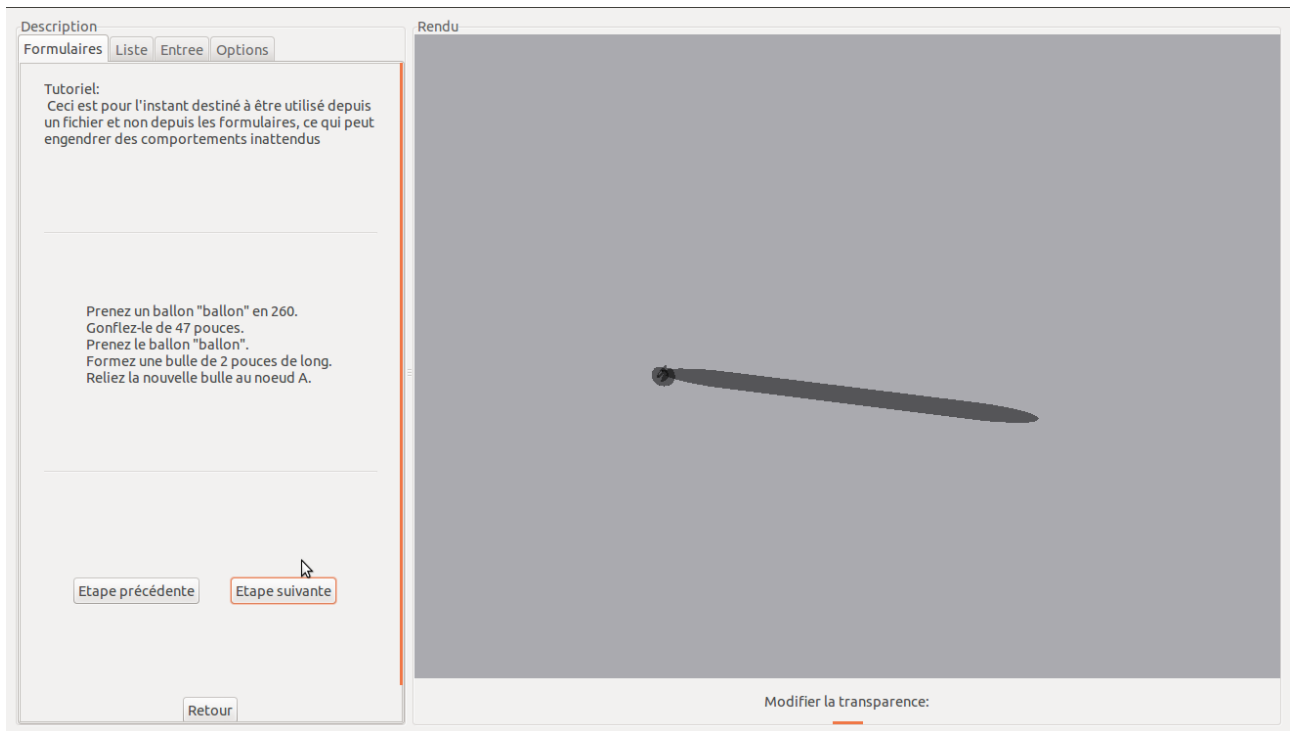 Description
Formulaires Liste Entree Options
Tutoriel:
Ceci est pour l'instant destiné à être utilisé depuis
un fichier et non depuis les formulaires, ce qui peut
engendrer des comportements inattendus
Prenez un ballon "ballon" en 260.
Gonflez-le de 47 pouces.
Prenez le ballon "ballon".
Formez une bulle de 2 pouces de long.
Reliez la nouvelle bulle au noeud A.
Etape précédente Etape suivante
Retour
Rendu
Modifier la transparence: